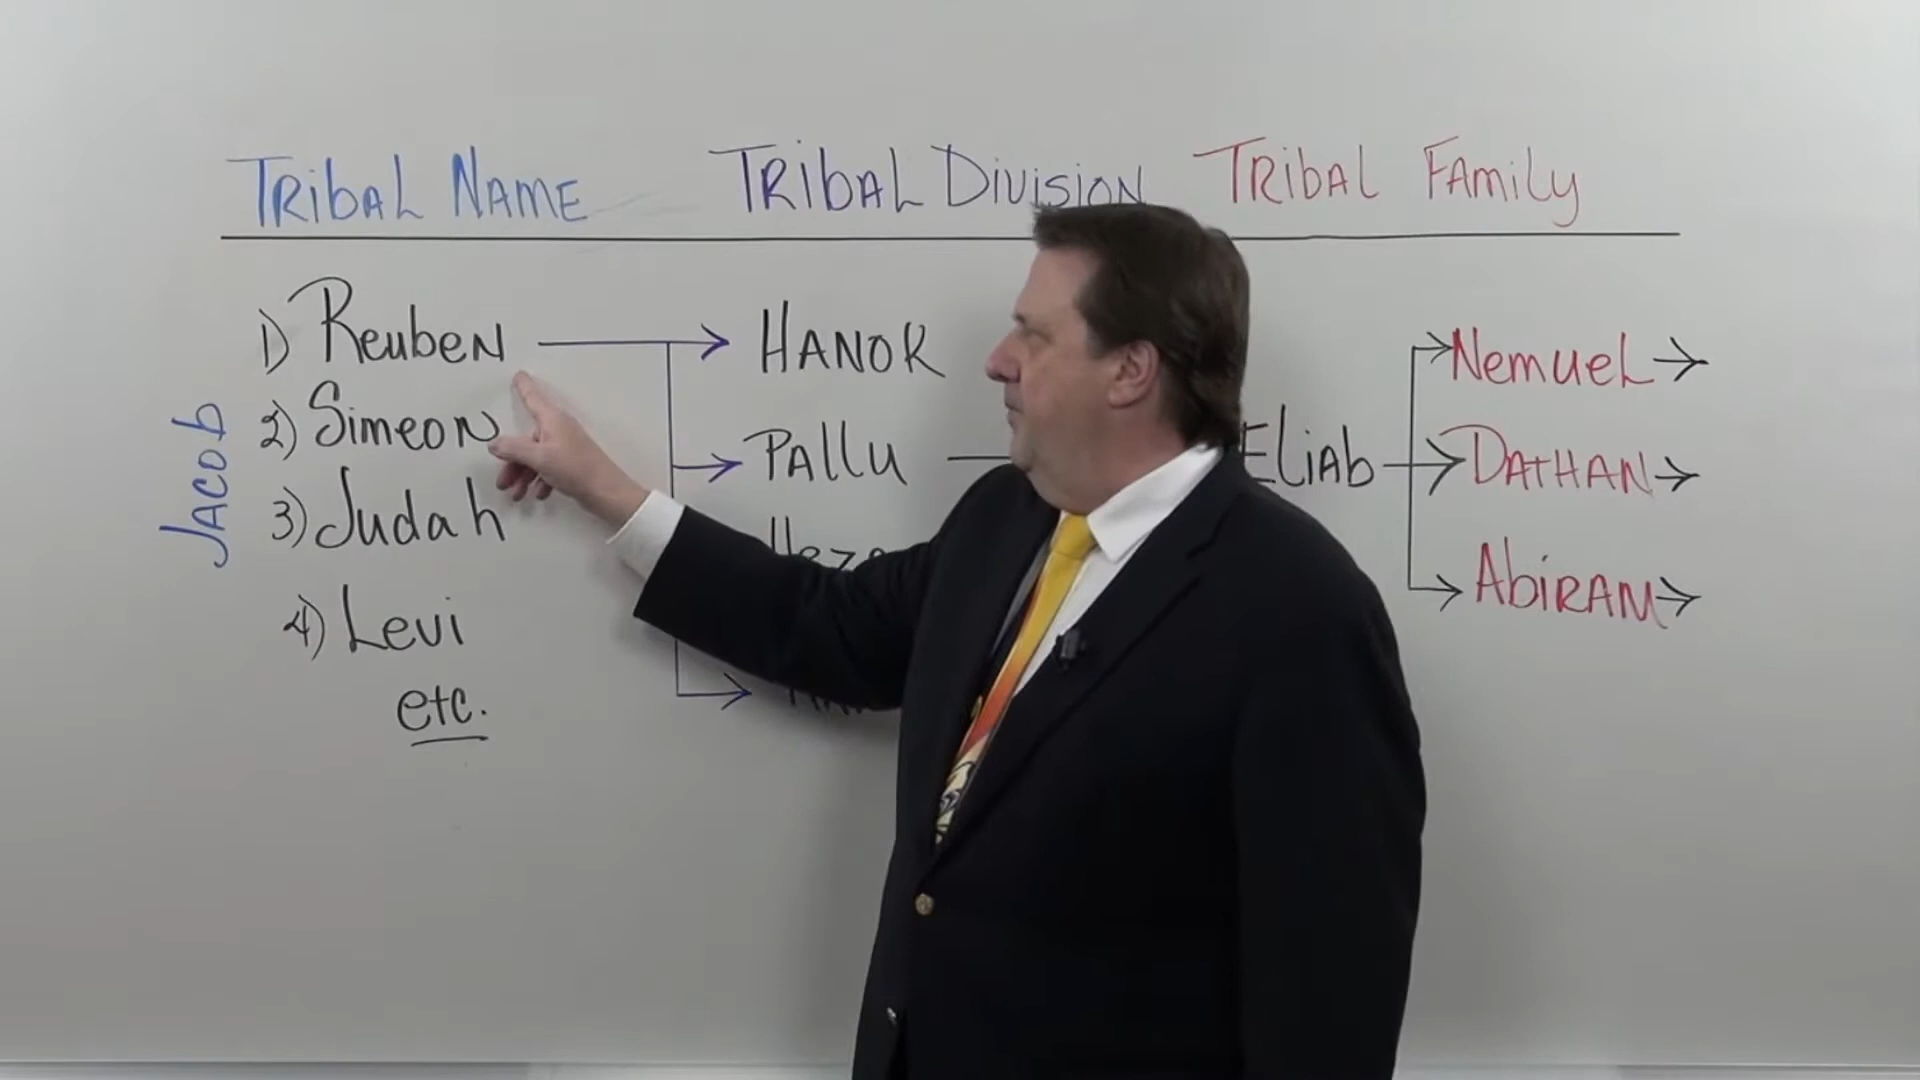 TRIBAL NAME TRIBAL DIVISION TRIBAL FAMILY
1) Reuben HANOK Nemuel
2) Simeon PALLU Eliab DATHAN
3) Judah
4) Levi ABIRAM
etc.
JACOB